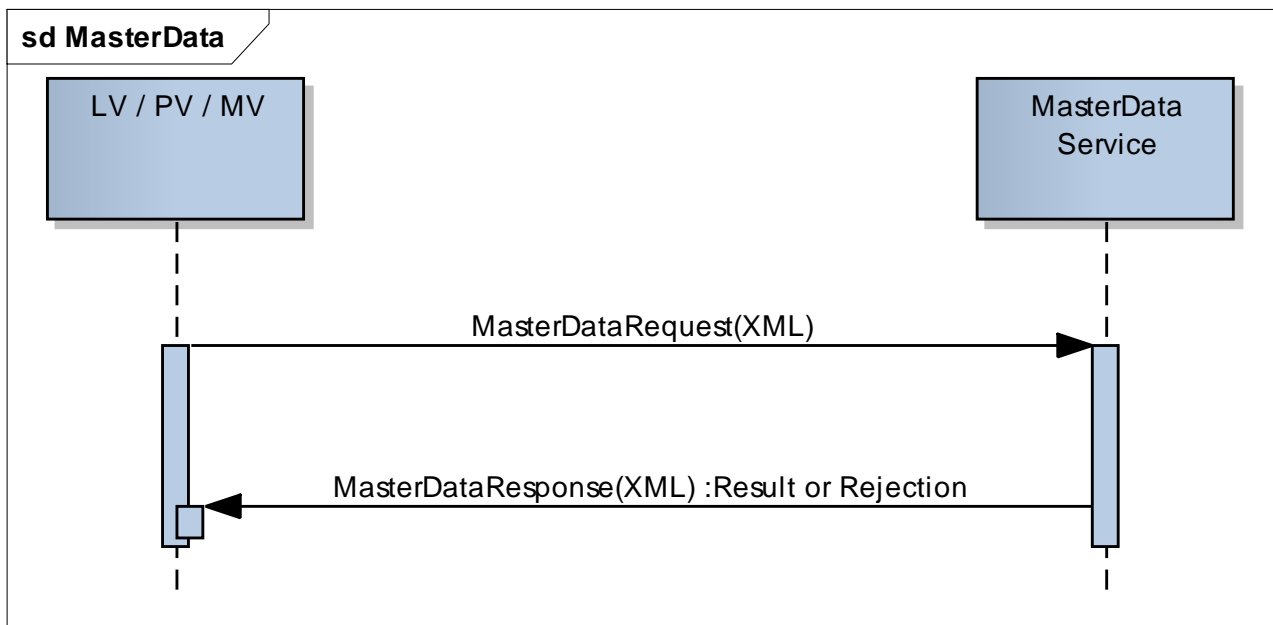 sd MasterData
LV / PV / MV
MasterData
Service
MasterDataRequest(XML)
MasterDataResponse(XML) :Result or Rejection